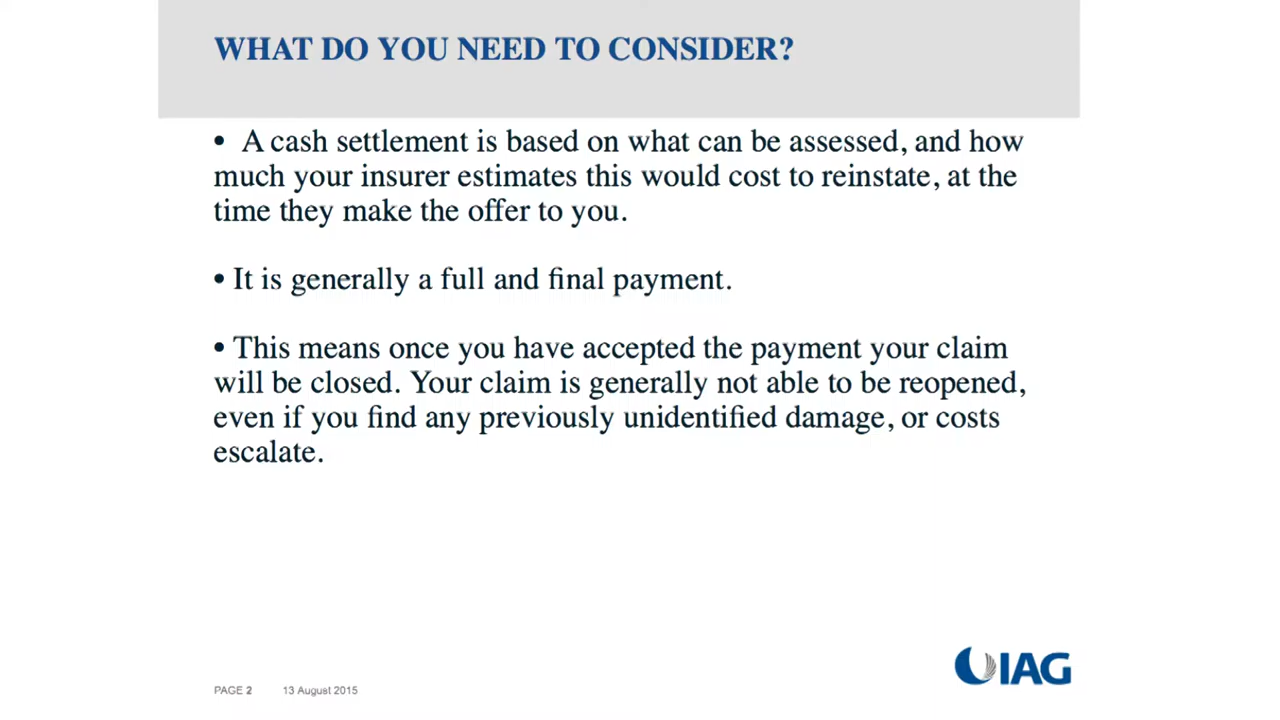 WHAT DO YOU NEED TO CONSIDER?
• A cash settlement is based on what can be assessed, and how
much your insurer estimates this would cost to reinstate, at the
time they make the offer to you.
• It is generally a full and final payment.
• This means once you have accepted the payment your claim
will be closed. Your claim is generally not able to be reopened,
even if you find any previously unidentified damage, or costs
escalate.
IAG
PAGE 2 13 August 2015